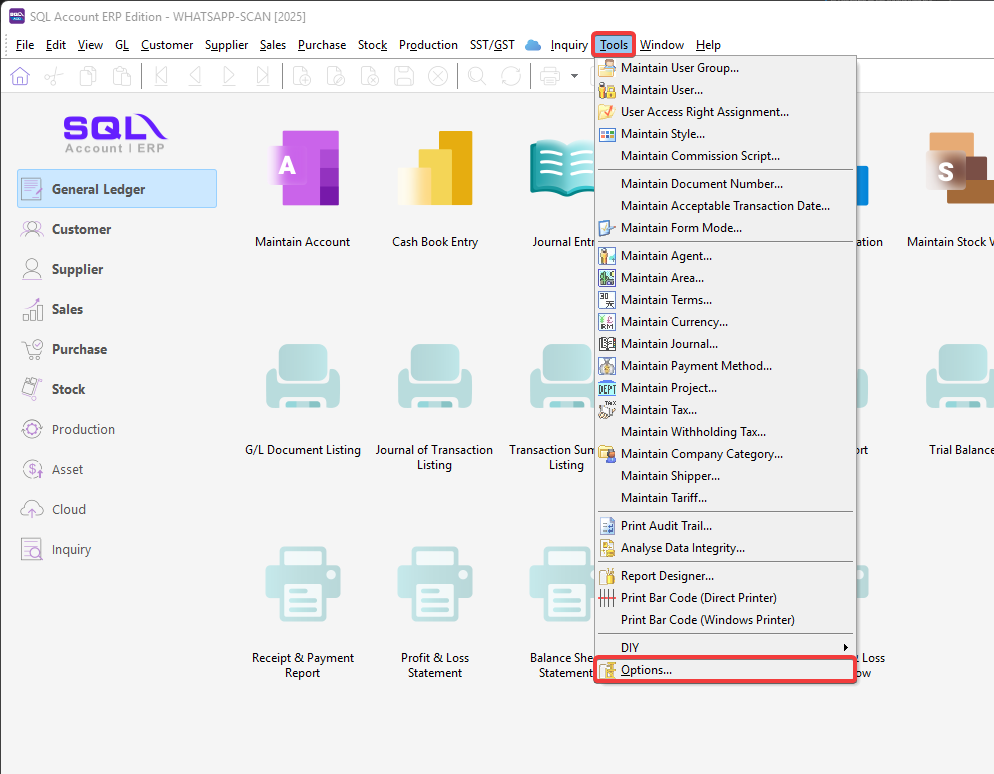 SQL Account ERP Edition - WHATSAPP-SCAN [2025]
File Edit View GL Customer Supplier Sales Purchase Stock Production SST/GST Inquiry Tools Window Help
SQL
Account | ERP
General Ledger
Customer
Supplier
Sales
Purchase
Stock
Production
Asset
Cloud
Inquiry
A
S
Maintain Account
Cash Book Entry
Journal Entr
ation
Maintain Stock V
G/L Document Listing
Journal of Transaction
Listing
Transaction Sum
Listing
ort
Trial Balance
Receipt & Payment
Report
Profit & Loss
Statement
Balance She
Statement
& Loss
ow
Maintain User Group...
Maintain User...
User Access Right Assignment...
Maintain Style...
Maintain Commission Script...
Maintain Document Number...
Maintain Acceptable Transaction Date...
Maintain Form Mode...
Maintain Agent...
Maintain Area...
Maintain Terms...
Maintain Currency...
Maintain Journal...
Maintain Payment Method...
DEPT Maintain Project...
Maintain Tax...
Maintain Withholding Tax...
Maintain Company Category...
Maintain Shipper...
Maintain Tariff...
Print Audit Trail...
Analyse Data Integrity...
Report Designer...
Print Bar Code (Direct Printer)
Print Bar Code (Windows Printer)
DIY
Options...